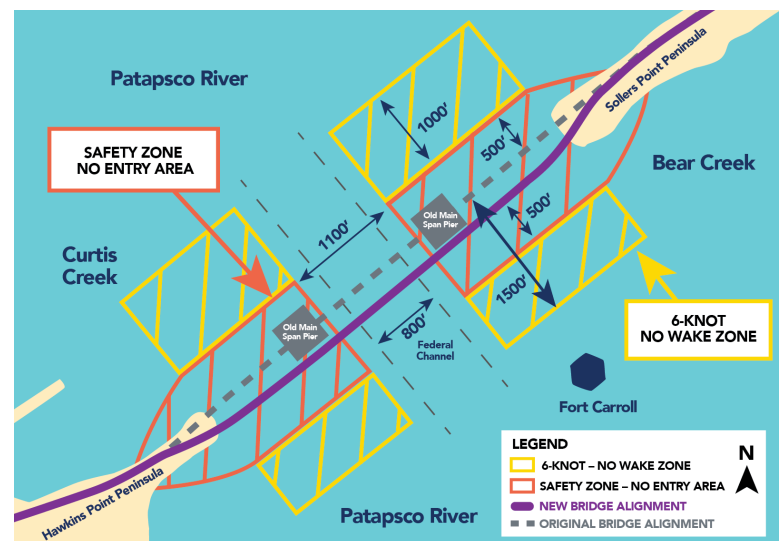 Patapsco River
Sollers Point Peninsula
1000'
500'
SAFETY ZONE
NO ENTRY AREA
Bear Creek
500'
Old Main
Span Pier
1100'
Curtis
Creek
1500'
6-KNOT
NO WAKE ZONE
Old Main
Span Pier
800'
Federal
Channel
Fort Carroll
LEGEND
6-KNOT – NO WAKE ZONE
SAFETY ZONE – NO ENTRY AREA
NEW BRIDGE ALIGNMENT
ORIGINAL BRIDGE ALIGNMENT
N
Hawkins Point Peninsula
Patapsco River